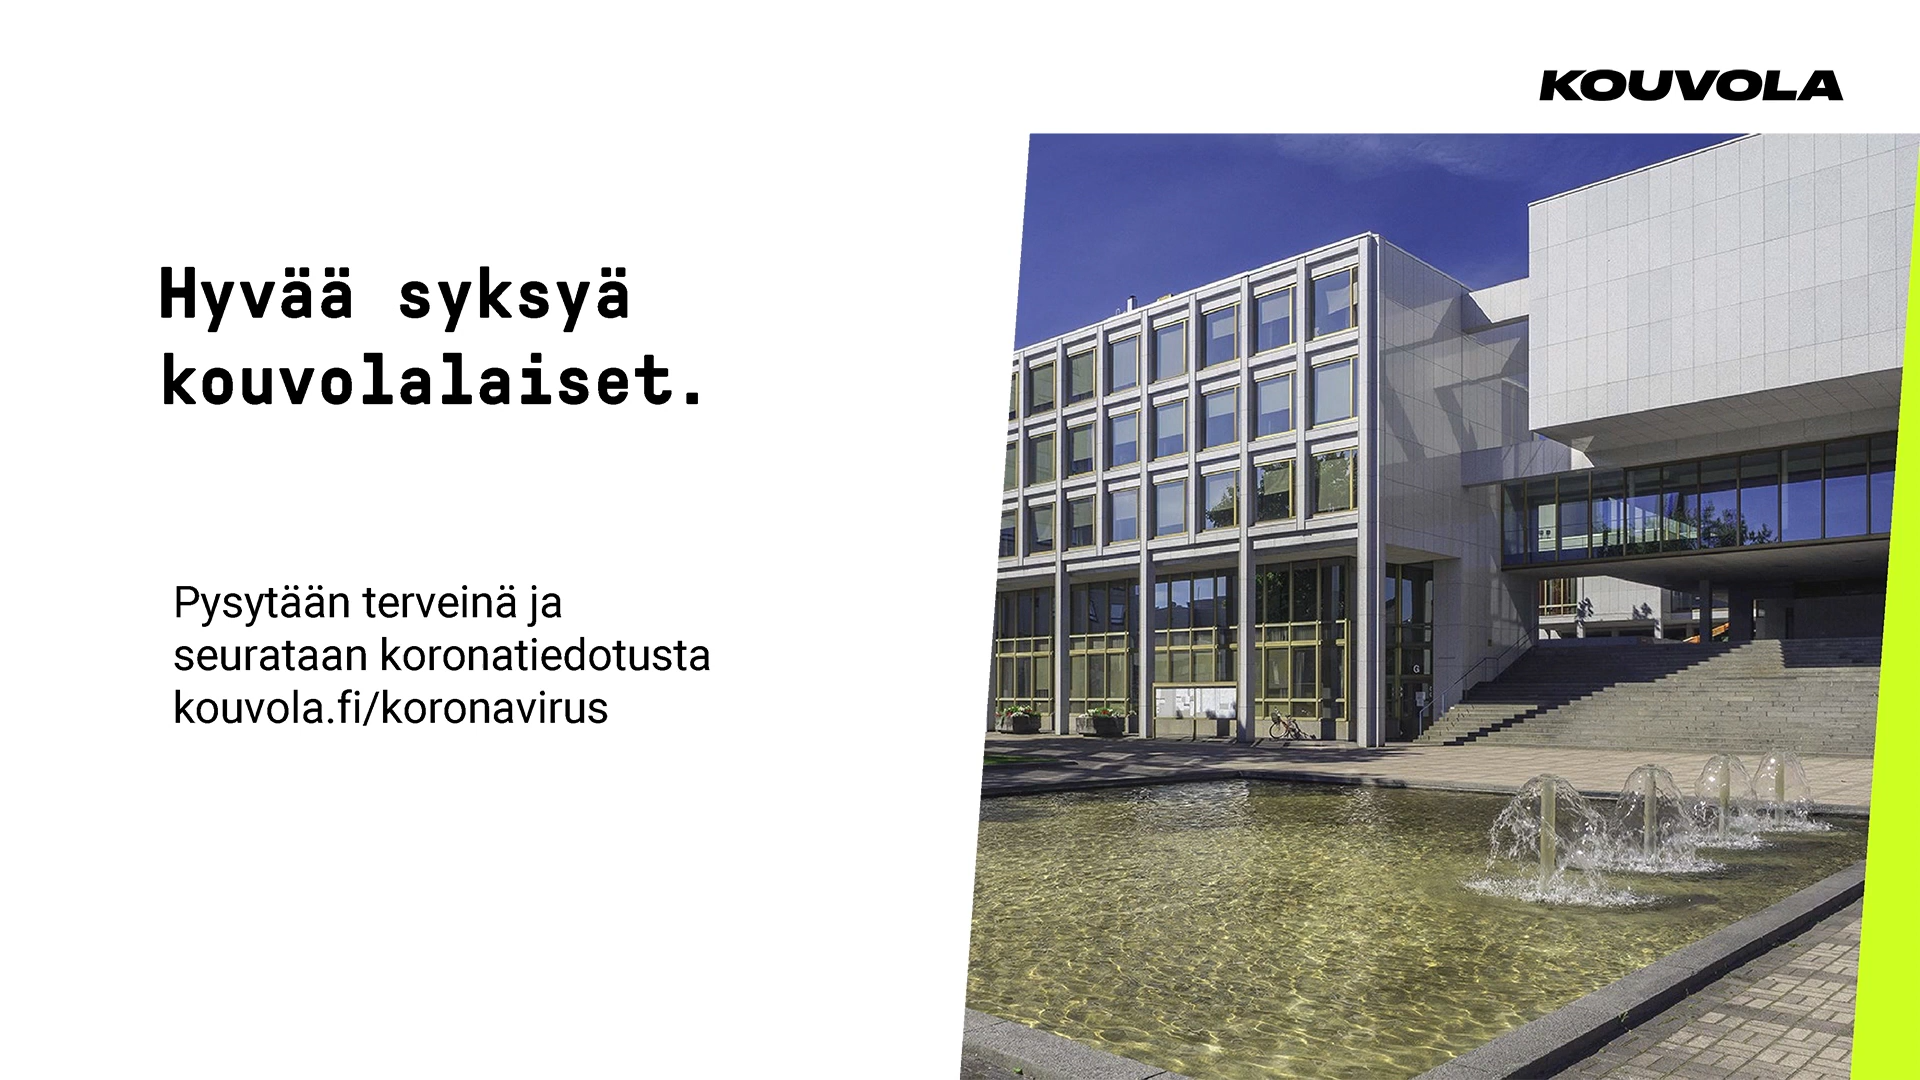 KOUVOLA
Hyvää syksyä
kouvolalaiset.
Pysytään terveinä ja
seurataan koronatiedotusta
kouvola.fi/koronavirus
G